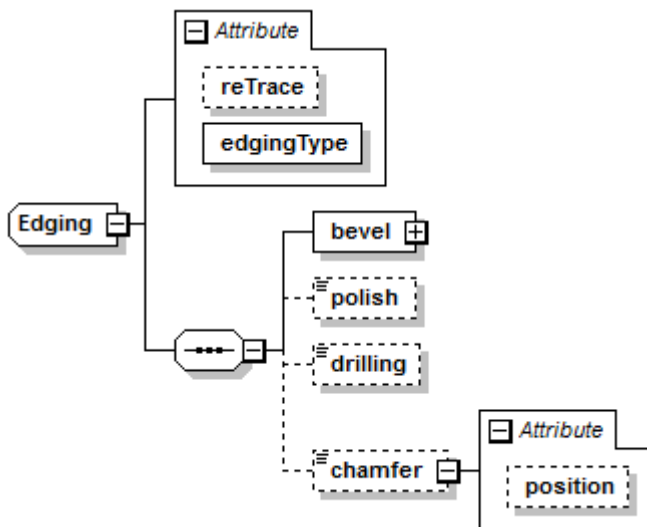 Attribute
reTrace
edgingType
Edging
bevel
polish
drilling
Attribute
chamfer
position